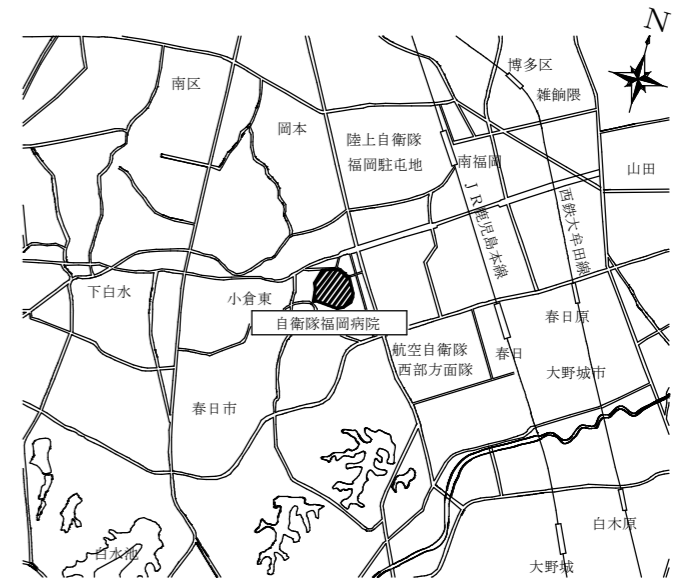 N
博多区
雑餉隈
南区
岡本
陸上自衛隊
福岡駐屯地
南福岡
山田
JR鹿児島本線
西鉄大牟田線
下白水
小倉東
自衛隊福岡病院
春日原
航空自衛隊
西部方面隊
春日
大野城市
春日市
白木原
白水池
大野城